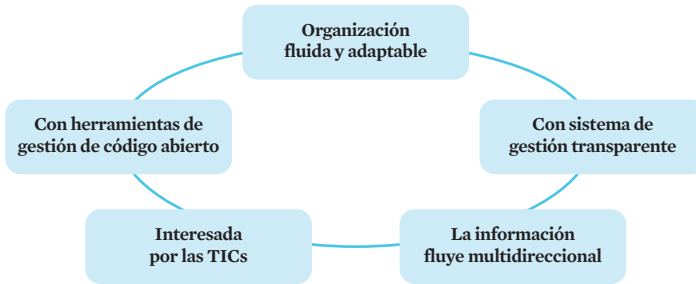 Organización
fluida y adaptable
Con herramientas de
gestión de código abierto
Con sistema de
gestión transparente
Interesada
por las TICs
La información
fluye multidireccional